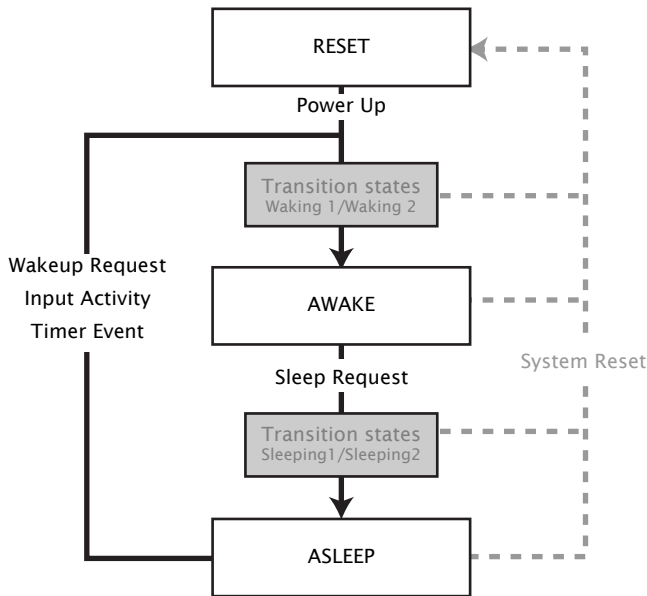 RESET
Power Up
Transition states
Waking 1/Waking 2
Wakeup Request
Input Activity
Timer Event
AWAKE
System Reset
Sleep Request
Transition states
Sleeping1/Sleeping2
ASLEEP